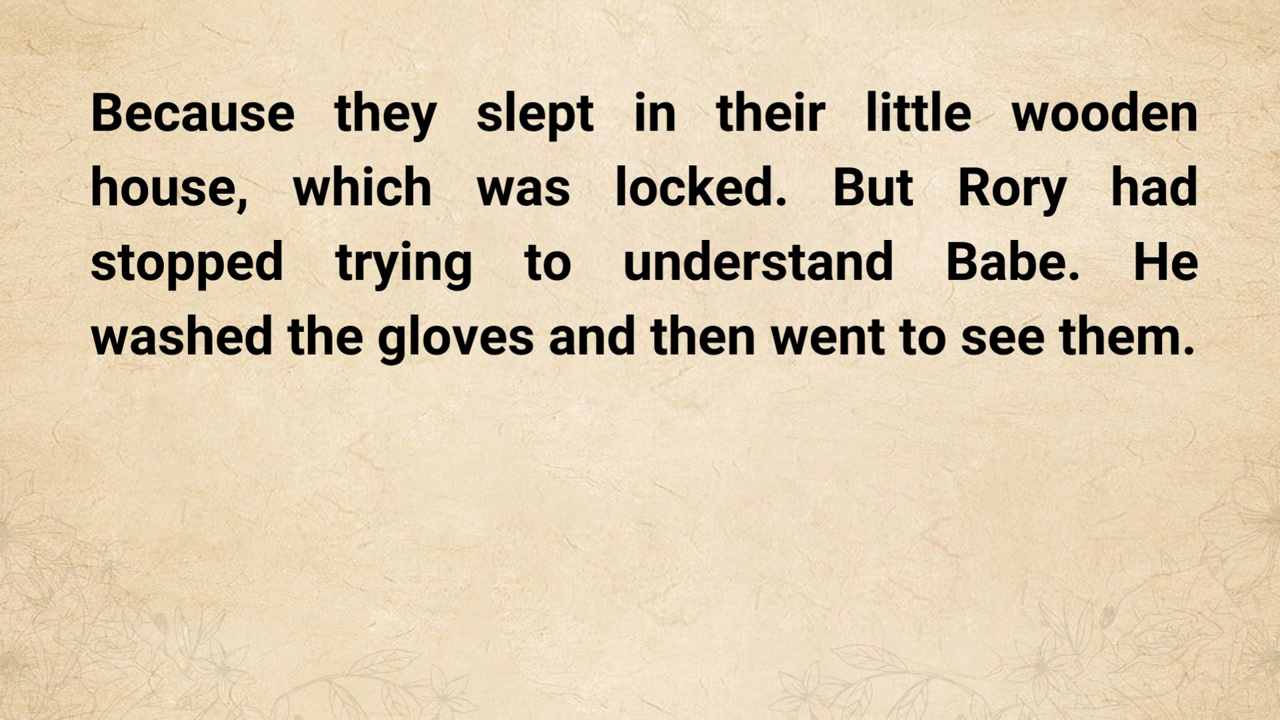 Because they slept in their little wooden
house, which was locked. But Rory had
stopped trying to understand Babe. He
washed the gloves and then went to see them.